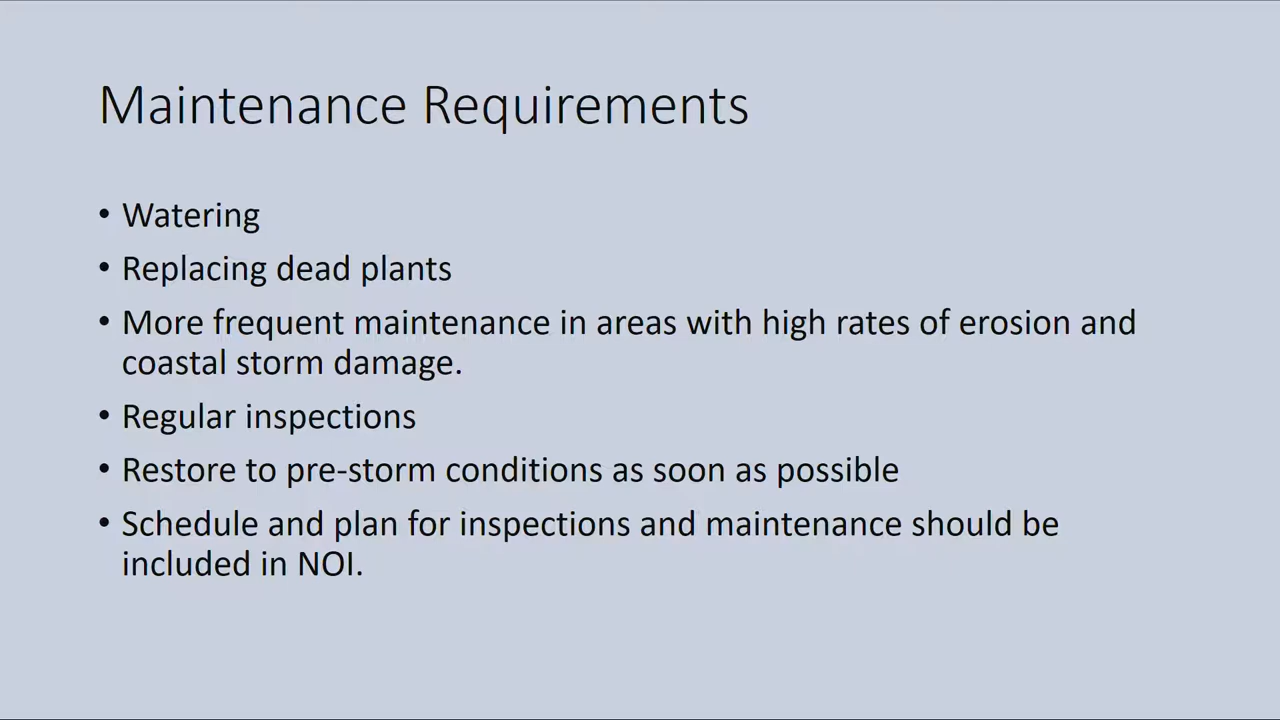 Maintenance Requirements
• Watering
• Replacing dead plants
• More frequent maintenance in areas with high rates of erosion and
coastal storm damage.
• Regular inspections
• Restore to pre-storm conditions as soon as possible
• Schedule and plan for inspections and maintenance should be
included in NOI.